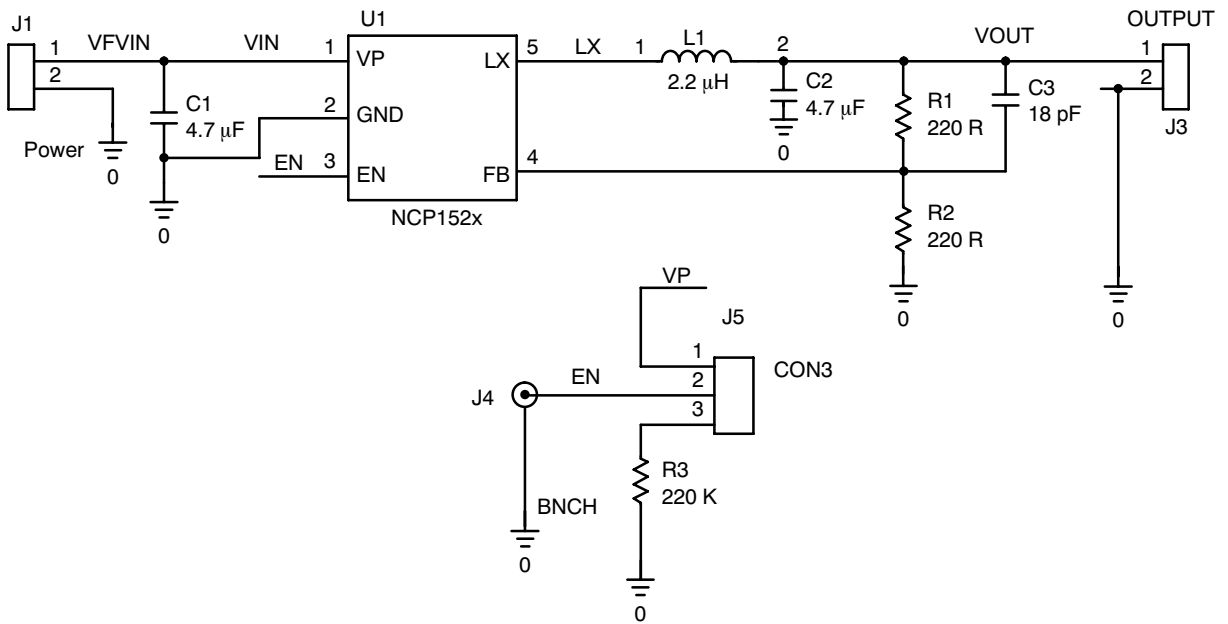 J1
1
2
Power
0
VFVIN
VIN
C1
4.7 μF
0
EN
U1
1
2
3
VP
GND
EN
LX
FB
5
4
NCP152x
LX
1
L1
2.2 μH
2
C2
4.7 μF
0
R1
220 R
R2
220 R
0
VOUT
C3
18 pF
OUTPUT
1
2
J3
0
VP
J5
1
2
3
CON3
J4
EN
BNCH
0
R3
220 K
0